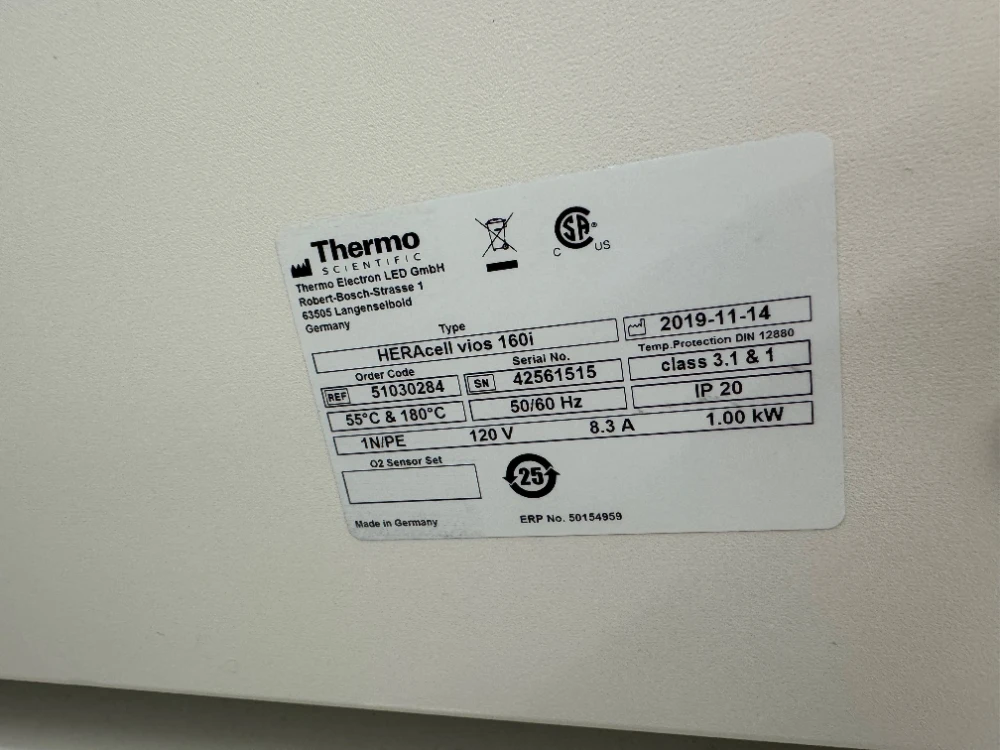 Thermo
SCIENTIFIC
Thermo Electron LED GmbH
Robert-Bosch-Strasse 1
63505 Langenselbold
Germany
CSA®
C US
Type
HERAcell vios 160i
2019-11-14
Order Code
Serial No.
Temp.Protection DIN 12880
REF 51030284
SN 42561515
class 3.1 & 1
55°C & 180°C
50/60 Hz
IP 20
1N/PE 120 V 8.3 A 1.00 kW
O2 Sensor Set
25
Made in Germany
ERP No. 50154959